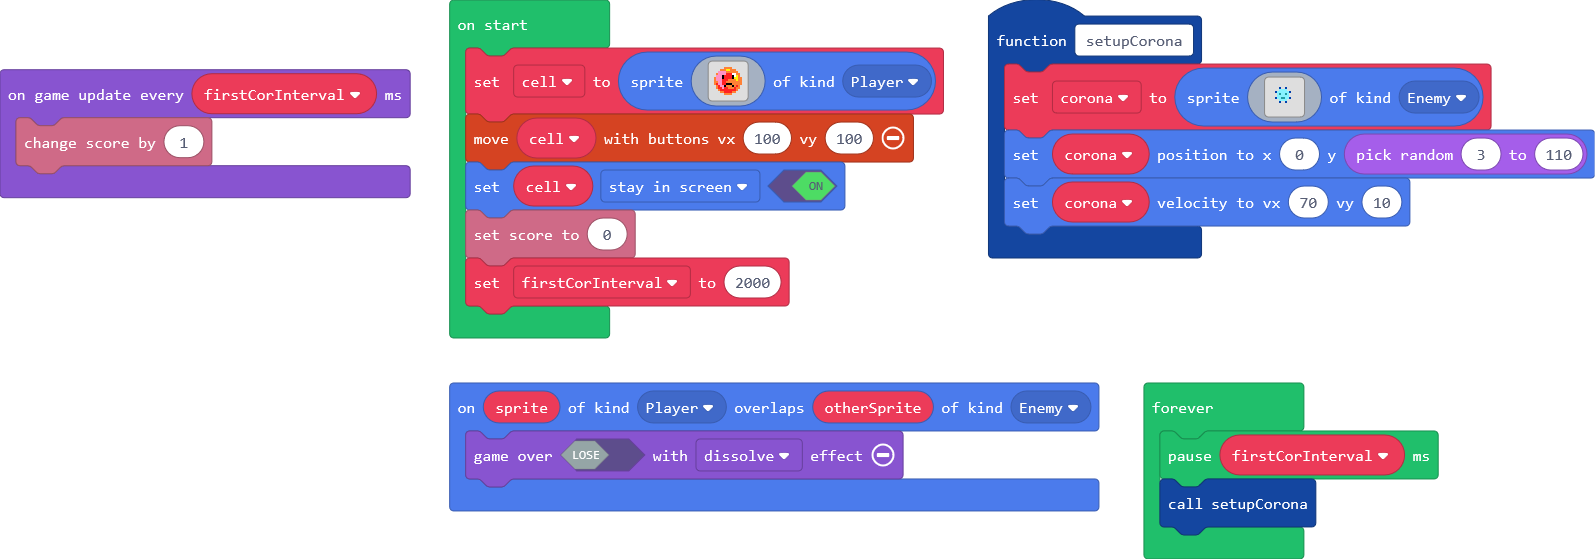 on game update every firstCorInterval ms
change score by 1
on start
set cell to sprite of kind Player
move cell with buttons vx 100 vy 100
set cell stay in screen ON
set score to 0
set firstCorInterval to 2000
function setupCorona
set corona to sprite of kind Enemy
set corona position to x 0 y pick random 3 to 110
set corona velocity to vx 70 vy 10
on sprite of kind Player overlaps otherSprite of kind Enemy
game over LOSE with dissolve effect
forever
pause firstCorInterval ms
call setupCorona